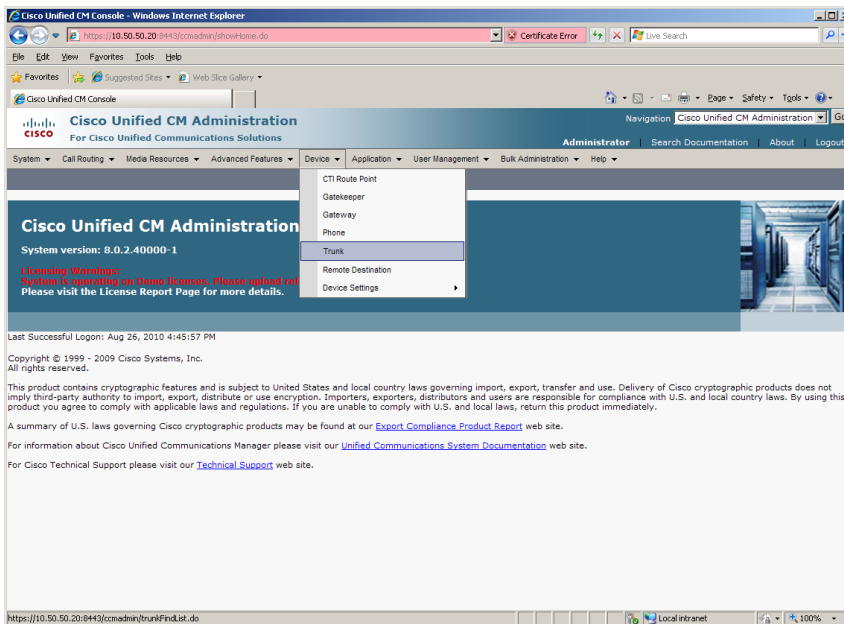 Cisco Unified CM Console - Windows Internet Explorer
https://10.50.50.20:8443/ccmadmin/showHome.do Certificate Error Live Search
File Edit View Favorites Tools Help
Favorites Suggested Sites Web Slice Gallery
Cisco Unified CM Console Page Safety Tools
CISCO Cisco Unified CM Administration
For Cisco Unified Communications Solutions
Navigation Cisco Unified CM Administration Go
Administrator | Search Documentation | About | Logout
System Call Routing Media Resources Advanced Features Device Application User Management Bulk Administration Help
CTI Route Point
Gatekeeper
Gateway
Phone
Trunk
Remote Destination
Device Settings
Cisco Unified CM Administration
System version: 8.0.2.40000-1
Licensing Warnings:
System is operating on Demo licenses. Please upload rel
Please visit the License Report Page for more details.
Last Successful Logon: Aug 26, 2010 4:45:57 PM
Copyright © 1999 - 2009 Cisco Systems, Inc.
All rights reserved.
This product contains cryptographic features and is subject to United States and local country laws governing import, export, transfer and use. Delivery of Cisco cryptographic products does not
imply third-party authority to import, export, distribute or use encryption. Importers, exporters, distributors and users are responsible for compliance with U.S. and local country laws. By using this
product you agree to comply with applicable laws and regulations. If you are unable to comply with U.S. and local laws, return this product immediately.
A summary of U.S. laws governing Cisco cryptographic products may be found at our Export Compliance Product Report web site.
For information about Cisco Unified Communications Manager please visit our Unified Communications System Documentation web site.
For Cisco Technical Support please visit our Technical Support web site.
https://10.50.50.20:8443/ccmadmin/trunkFindList.do Local intranet 100%